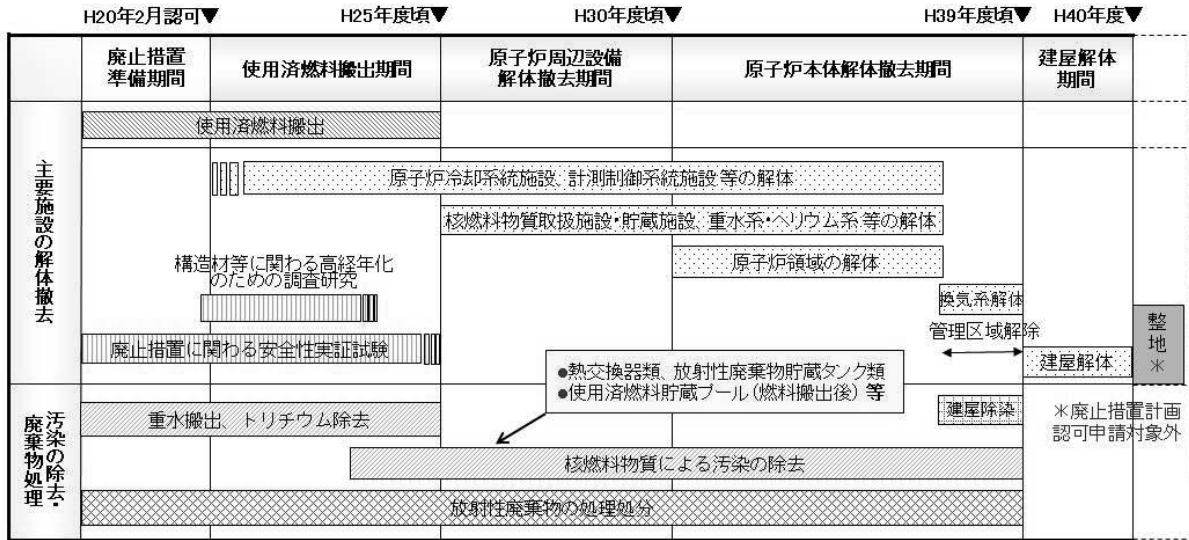 H20年2月認可▼ H25年度頃▼ H30年度頃▼ H39年度頃▼ H40年度▼
廃止措置
準備期間
使用済燃料搬出期間
原子炉周辺設備
解体撤去期間
原子炉本体解体撤去期間
建屋解体
期間
主要施設の解体撤去
使用済燃料搬出
原子炉冷却系統施設、計測制御系統施設 等の解体
核燃料物質取扱施設・貯蔵施設、重水系・ヘリウム系 等の解体
原子炉領域の解体
構造材等に関わる高経年化
のための調査研究
換気系解体
管理区域解除
廃止措置に関わる安全性実証試験
建屋解体
整地※
●熱交換器類、放射性廃棄物貯蔵タンク類
●使用済燃料貯蔵プール(燃料搬出後) 等
汚染の除去・
廃棄物処理
重水搬出、トリチウム除去
建屋除染
※廃止措置計画
認可申請対象外
核燃料物質による汚染の除去
放射性廃棄物の処理処分